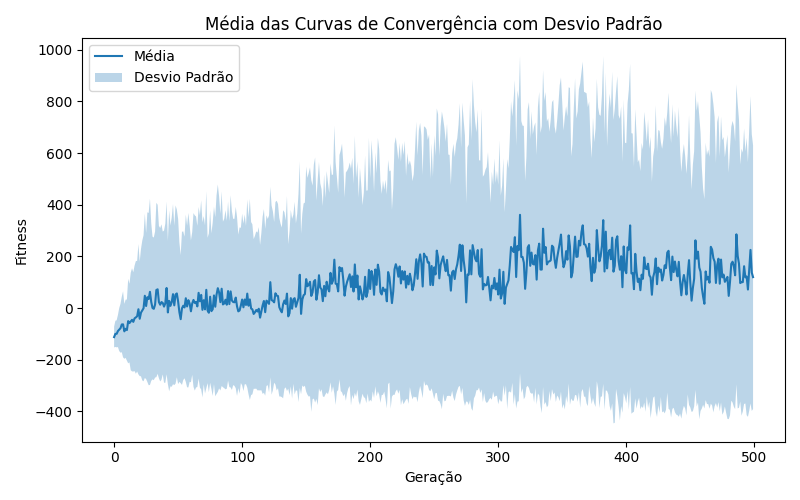 Média das Curvas de Convergência com Desvio Padrão
Média
Desvio Padrão
1000
800
600
400
200
0
−200
−400
Fitness
0 100 200 300 400 500
Geração